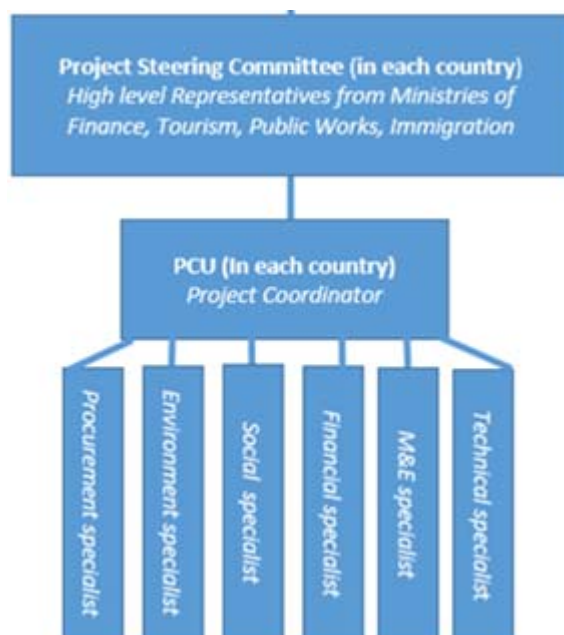 Project Steering Committee (in each country)
High level Representatives from Ministries of
Finance, Tourism, Public Works, Immigration
PCU (In each country)
Project Coordinator
Procurement specialist
Environment specialist
Social specialist
Financial specialist
M&E specialist
Technical specialist